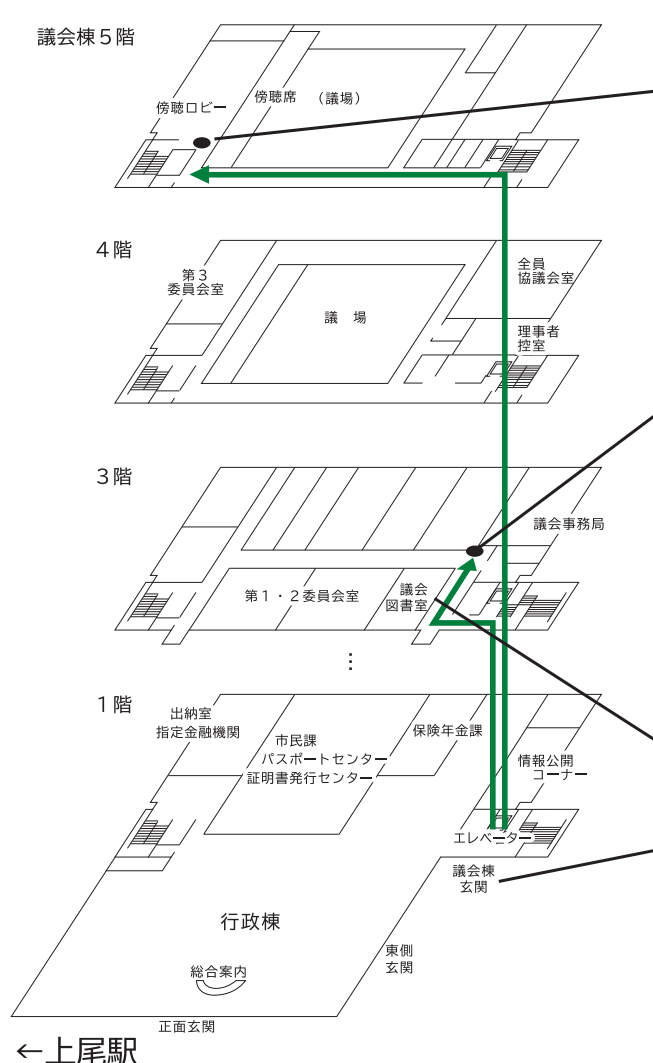 議会棟5階
傍聴ロビー
傍聴席
(議場)
4階
第3
委員会室
議 場
全員
協議会室
理事者
控室
3階
議会事務局
第1・2委員会室
議会
図書室
…
1階
出納室
指定金融機関
市民課
パスポートセンター
証明書発行センター
保険年金課
情報公開
コーナー
エレベーター
議会棟
玄関
行政棟
東側
玄関
総合案内
正面玄関
←上尾駅